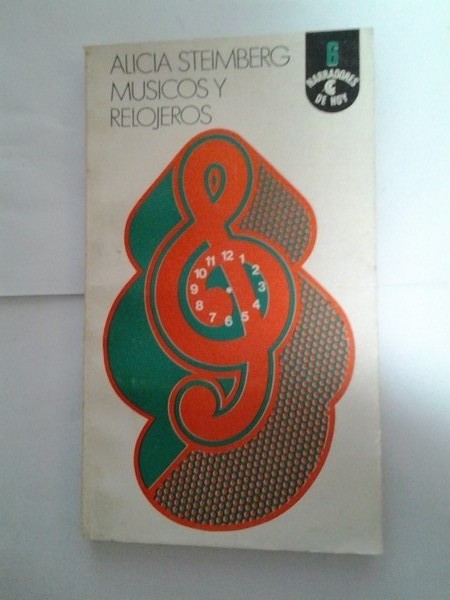 ALICIA STEIMBERG
MUSICOS Y
RELOJEROS
6
NARRADORES
DE HOY
12
1
2
3
4
5
6
7
8
9
10
11